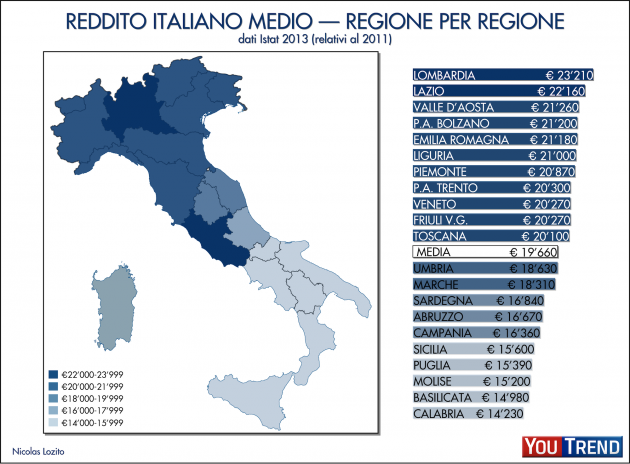 REDDITO ITALIANO MEDIO — REGIONE PER REGIONE
dati Istat 2013 (relativi al 2011)
LOMBARDIA € 23'210
LAZIO € 22'160
VALLE D'AOSTA € 21'260
P.A. BOLZANO € 21'200
EMILIA ROMAGNA € 21'180
LIGURIA € 21'000
PIEMONTE € 20'870
P.A. TRENTO € 20'300
VENETO € 20'270
FRIULI V.G. € 20'270
TOSCANA € 20'100
MEDIA € 19'660
UMBRIA € 18'630
MARCHE € 18'310
SARDEGNA € 16'840
ABRUZZO € 16'670
CAMPANIA € 16'360
SICILIA € 15'600
PUGLIA € 15'390
MOLISE € 15'200
BASILICATA € 14'980
CALABRIA € 14'230
€22'000-23'999
€20'000-21'999
€18'000-19'999
€16'000-17'999
€14'000-15'999
Nicolas Lozito
YOUTREND